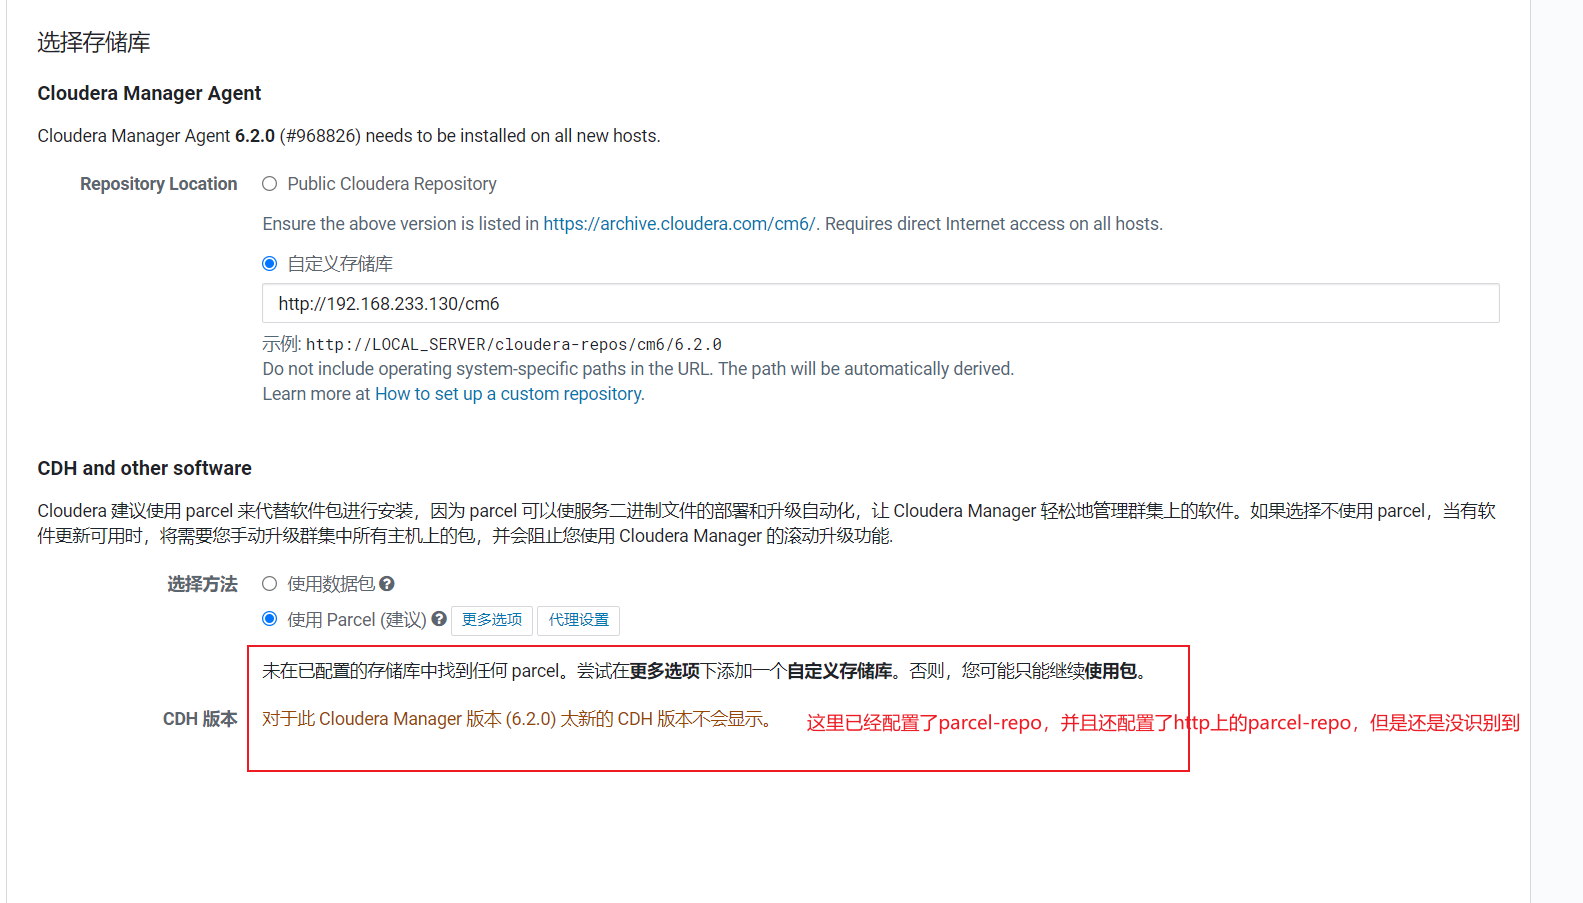 选择存储库
Cloudera Manager Agent
Cloudera Manager Agent 6.2.0 (#968826) needs to be installed on all new hosts.
Repository Location
Public Cloudera Repository
Ensure the above version is listed in https://archive.cloudera.com/cm6/. Requires direct Internet access on all hosts.
自定义存储库
http://192.168.233.130/cm6
示例: http://LOCAL_SERVER/cloudera-repos/cm6/6.2.0
Do not include operating system-specific paths in the URL. The path will be automatically derived.
Learn more at How to set up a custom repository.
CDH and other software
Cloudera 建议使用 parcel 来代替软件包进行安装，因为 parcel 可以使服务二进制文件的部署和升级自动化，让 Cloudera Manager 轻松地管理群集上的软件。如果选择不使用 parcel，当有软
件更新可用时，将需要您手动升级群集中所有主机上的包，并会阻止您使用 Cloudera Manager 的滚动升级功能.
选择方法
使用数据包 ?
使用 Parcel (建议) ? 更多选项 代理设置
未在已配置的存储库中找到任何 parcel。尝试在更多选项下添加一个自定义存储库。否则，您可能只能继续使用包。
CDH 版本
对于此 Cloudera Manager 版本 (6.2.0) 太新的 CDH 版本不会显示。
这里已经配置了parcel-repo，并且还配置了http上的parcel-repo，但是还是没识别到